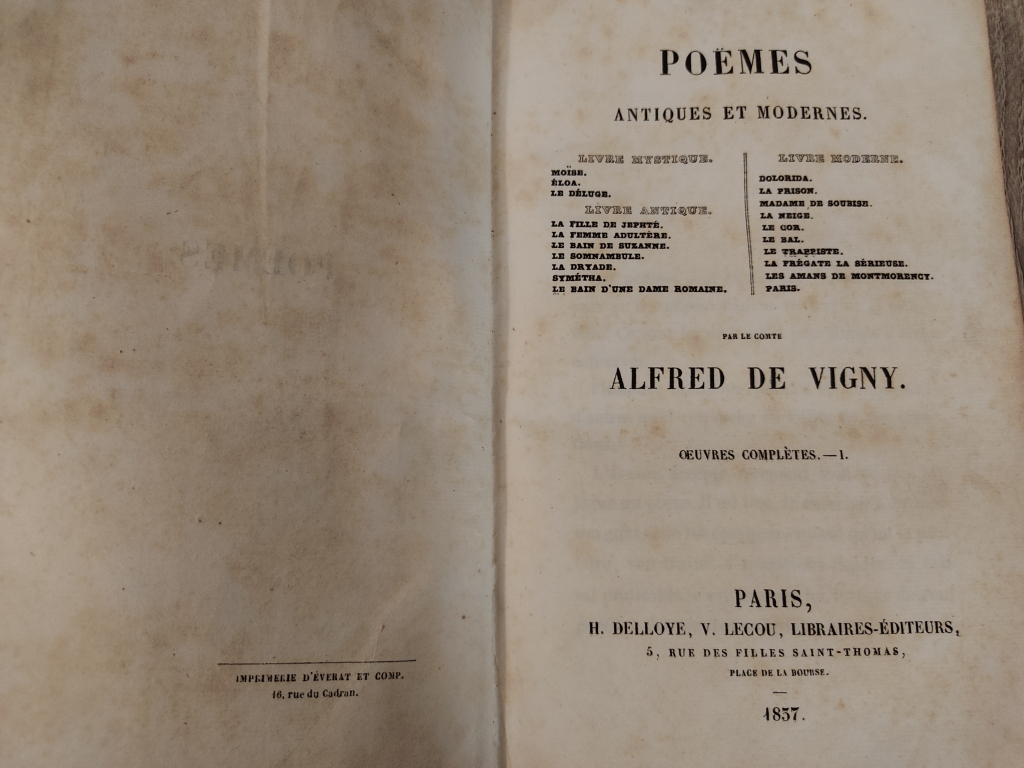 IMPRIMERIE D'ÉVERAT ET COMP.
16, rue du Cadran.
POËMES
ANTIQUES ET MODERNES.
LIVRE MYSTIQUE.
MOÏSE.
ÉLOA.
LE DÉLUGE.
LIVRE ANTIQUE.
LA FILLE DE JEPHTÉ.
LA FEMME ADULTÈRE.
LE BAIN DE SUZANNE.
LE SOMNAMBULE.
LA DRYADE.
SYMÉTHA.
LE BAIN D'UNE DAME ROMAINE.
LIVRE MODERNE.
DOLORIDA.
LA PRISON.
MADAME DE SOUBISE.
LA NEIGE.
LE COR.
LE BAL.
LE TRAPPISTE.
LA FRÉGATE LA SÉRIEUSE.
LES AMANS DE MONTMORENCY.
PARIS.
PAR LE COMTE
ALFRED DE VIGNY.
ŒUVRES COMPLÈTES.—I.
PARIS,
H. DELLOYE, V. LECOU, LIBRAIRES-ÉDITEURS,
5, RUE DES FILLES SAINT-THOMAS,
PLACE DE LA BOURSE.
1837.